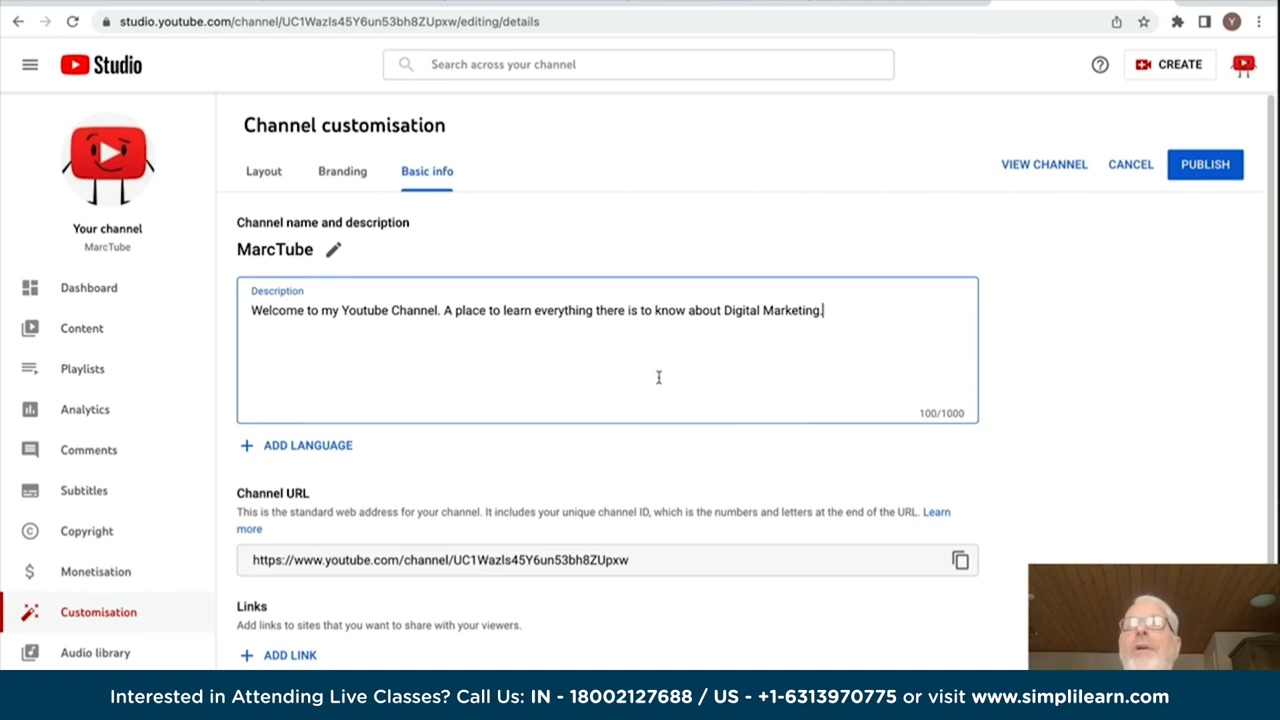 studio.youtube.com/channel/UC1Wazls45Y6un53bh8ZUpxw/editing/details
Y
Studio
Search across your channel
CREATE
Channel customisation
Layout
Branding
Basic info
VIEW CHANNEL
CANCEL
PUBLISH
Your channel
MarcTube
Channel name and description
MarcTube
Description
Welcome to my Youtube Channel. A place to learn everything there is to know about Digital Marketing.
100/1000
ADD LANGUAGE
Dashboard
Content
Playlists
Analytics
Comments
Subtitles
Copyright
Monetisation
Customisation
Audio library
Channel URL
This is the standard web address for your channel. It includes your unique channel ID, which is the numbers and letters at the end of the URL. Learn
more
https://www.youtube.com/channel/UC1Wazls45Y6un53bh8ZUpxw
Links
Add links to sites that you want to share with your viewers.
ADD LINK
Interested in Attending Live Classes? Call Us: IN - 18002127688 / US - +1-6313970775 or visit www.simplilearn.com